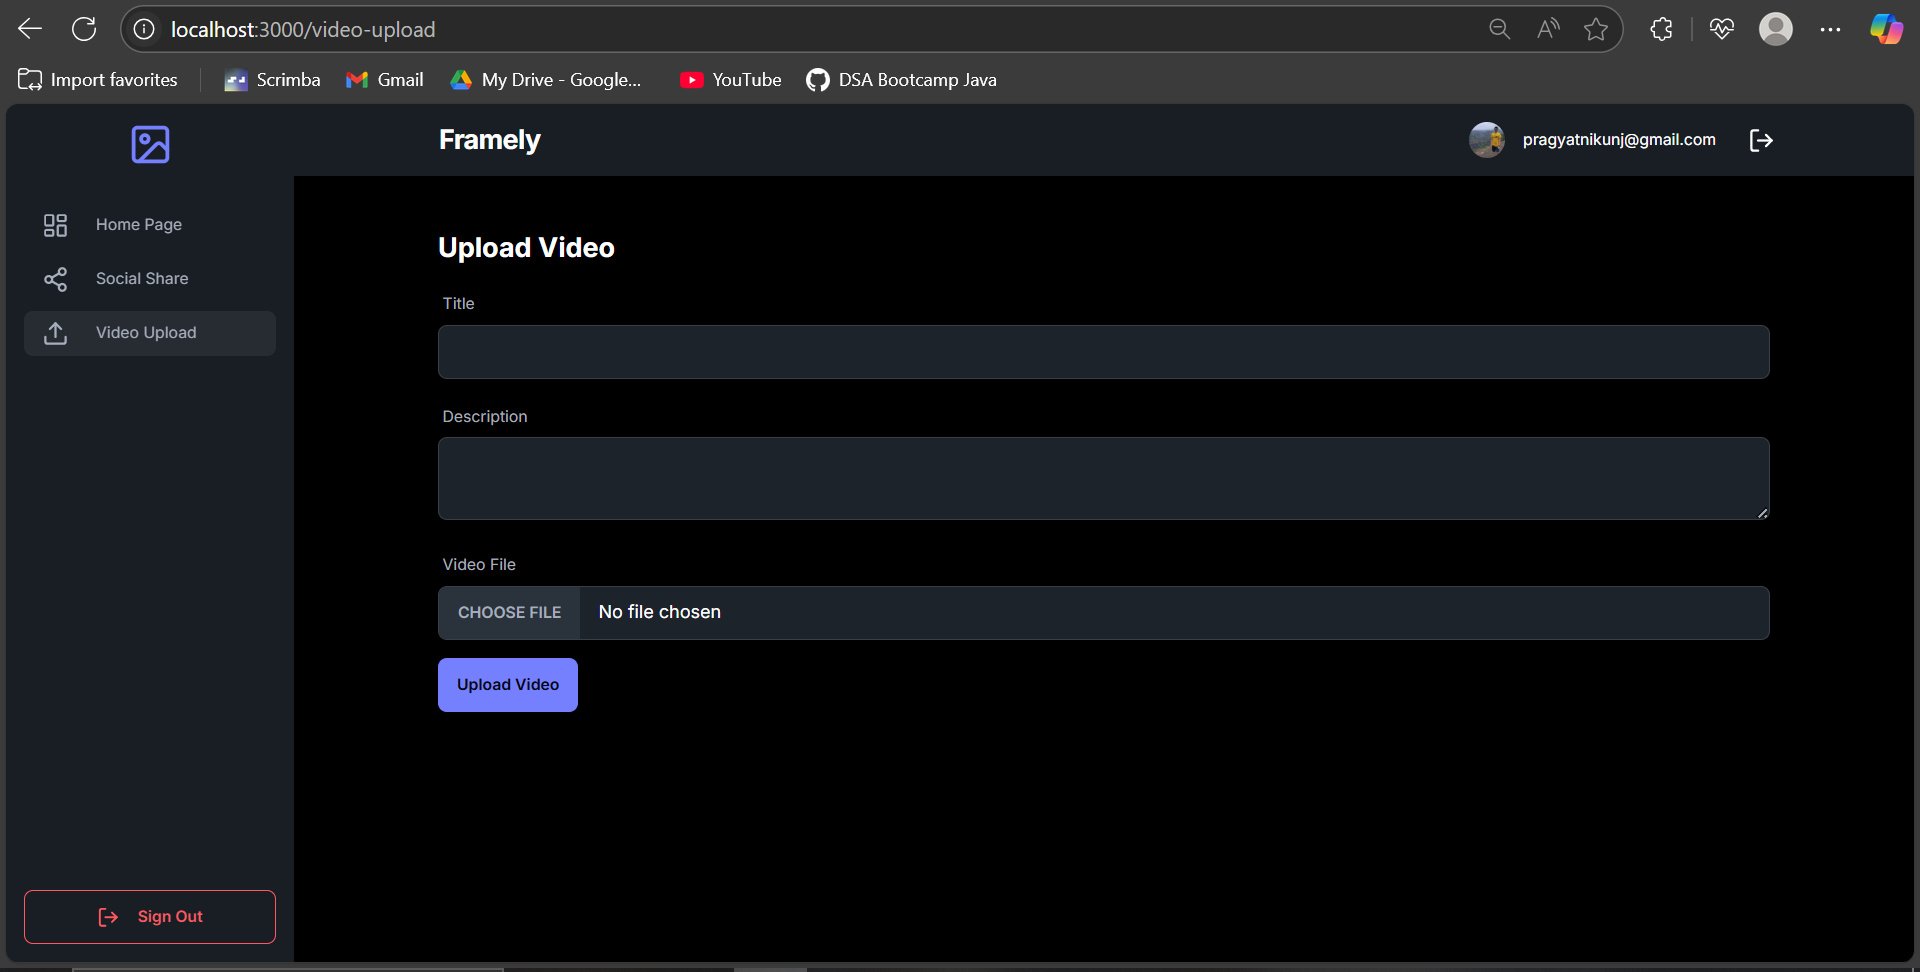 localhost:3000/video-upload
Import favorites
Scrimba
Gmail
My Drive - Google...
YouTube
DSA Bootcamp Java
Framely
pragyatnikunj@gmail.com
Home Page
Social Share
Video Upload
Sign Out
Upload Video
Title
Description
Video File
CHOOSE FILE No file chosen
Upload Video